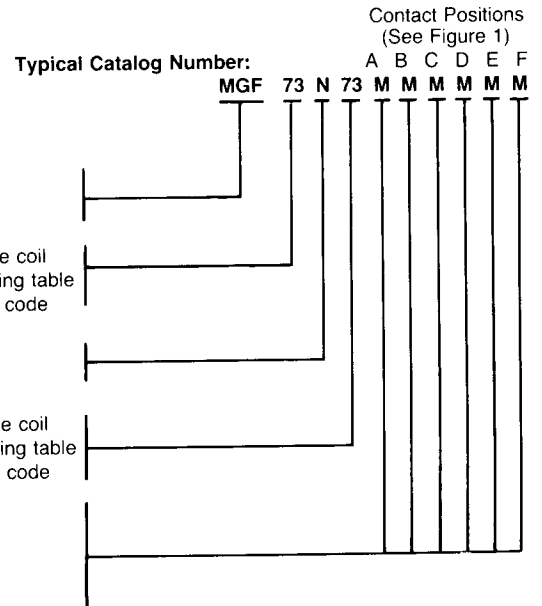 Contact Positions
(See Figure 1)
Typical Catalog Number:
A B C D E F
MGF 73 N 73 M M M M M M
e coil
ing table
code
e coil
ing table
code